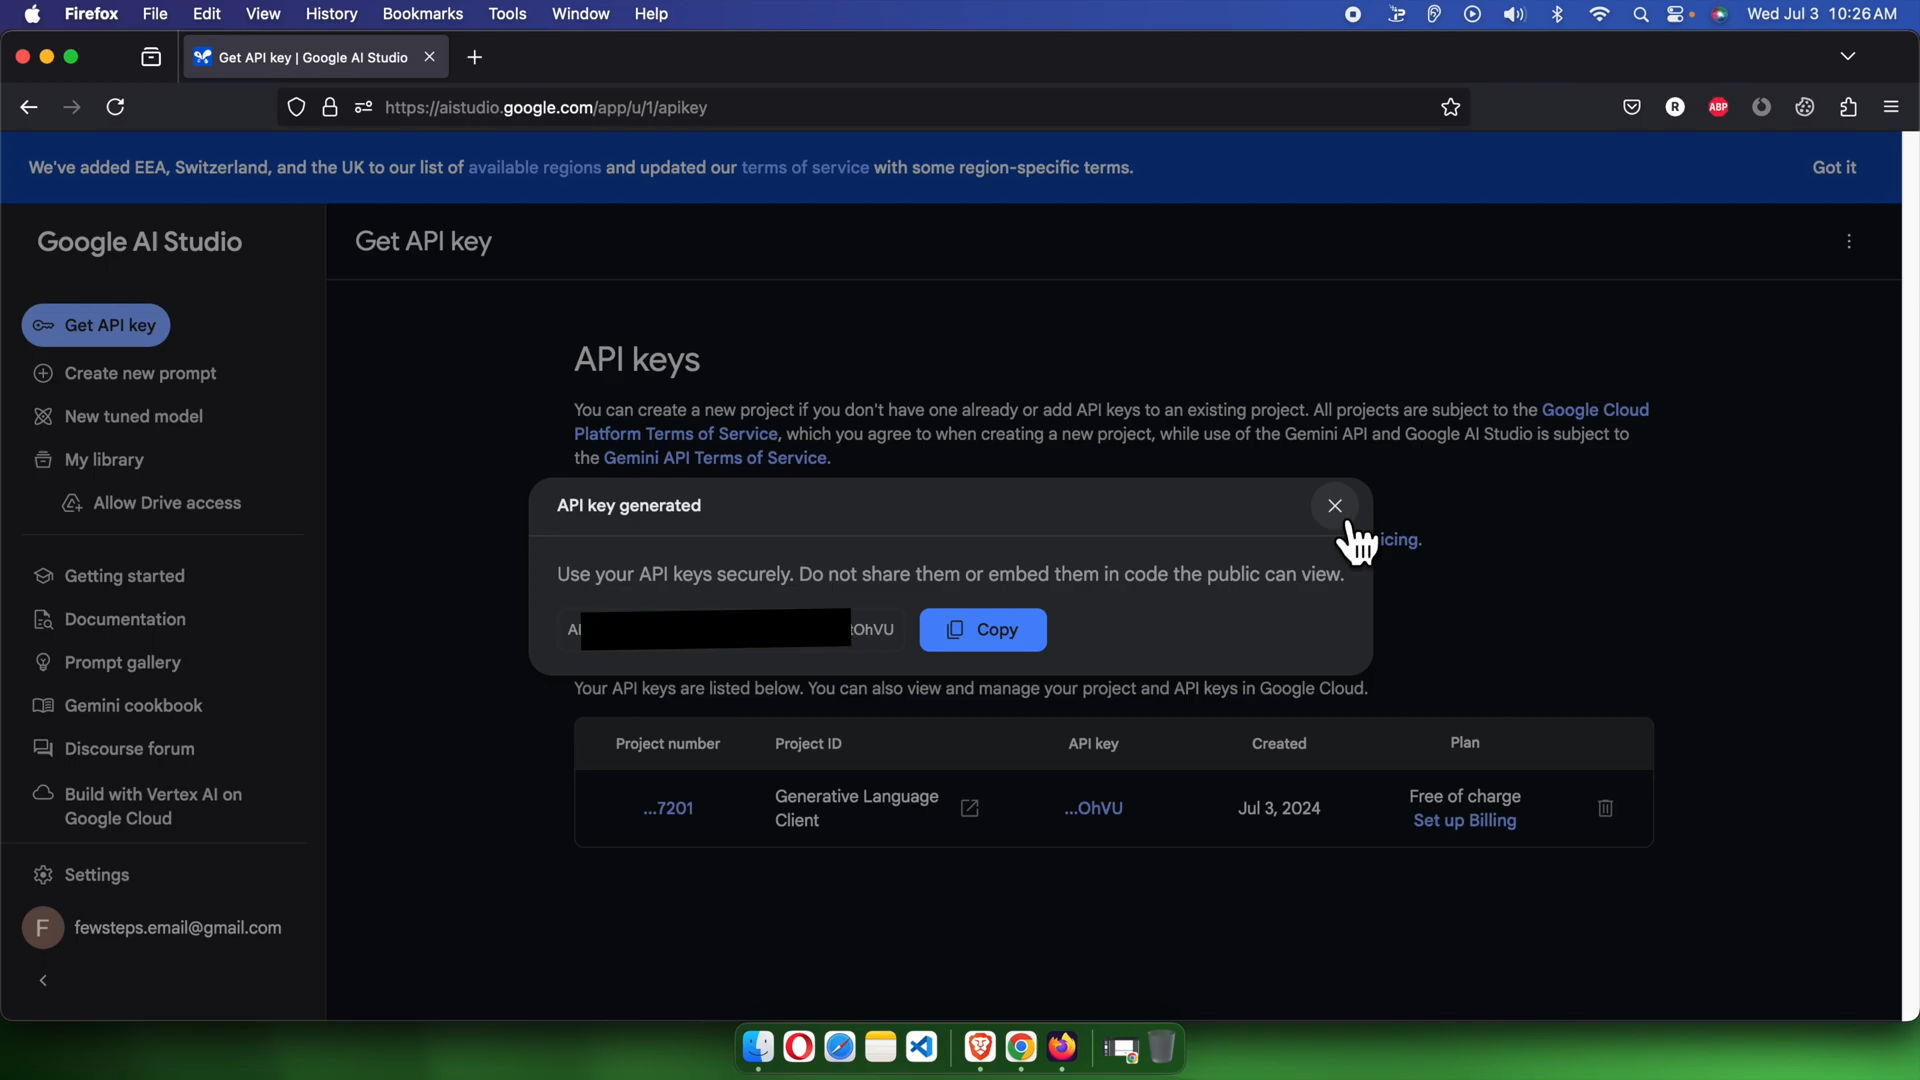 Firefox File Edit View History Bookmarks Tools Window Help
Wed Jul 3 10:26 AM
Get API key | Google AI Studio
https://aistudio.google.com/app/u/1/apikey
R
ABP
We've added EEA, Switzerland, and the UK to our list of available regions and updated our terms of service with some region-specific terms.
Got it
Google AI Studio
Get API key
Get API key
Create new prompt
New tuned model
My library
Allow Drive access
Getting started
Documentation
Prompt gallery
Gemini cookbook
Discourse forum
Build with Vertex AI on
Google Cloud
Settings
F
fewsteps.email@gmail.com
API keys
You can create a new project if you don't have one already or add API keys to an existing project. All projects are subject to the Google Cloud
Platform Terms of Service, which you agree to when creating a new project, while use of the Gemini API and Google AI Studio is subject to
the Gemini API Terms of Service.
icing.
API key generated
Use your API keys securely. Do not share them or embed them in code the public can view.
OhVU
Copy
Your API keys are listed below. You can also view and manage your project and API keys in Google Cloud.
Project number Project ID API key Created Plan
...7201
Generative Language
Client
...OhVU
Jul 3, 2024
Free of charge
Set up Billing